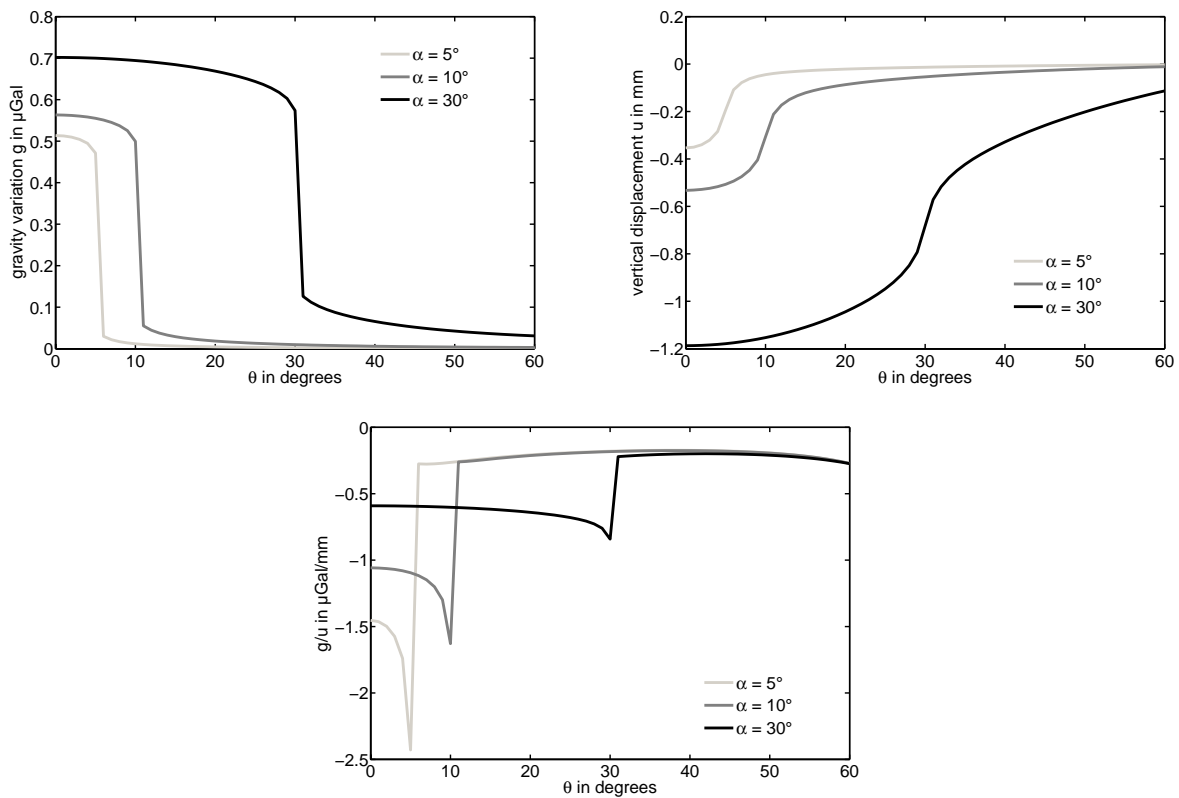 0.8
0.7
0.6
0.5
0.4
0.3
0.2
0.1
0
gravity variation g in µGal
α = 5°
α = 10°
α = 30°
0 10 20 30 40 50 60
θ in degrees
0.2
0
−0.2
−0.4
−0.6
−0.8
−1
−1.2
vertical displacement u in mm
α = 5°
α = 10°
α = 30°
0 10 20 30 40 50 60
θ in degrees
0
−0.5
−1
−1.5
−2
−2.5
g/u in µGal/mm
α = 5°
α = 10°
α = 30°
0 10 20 30 40 50 60
θ in degrees